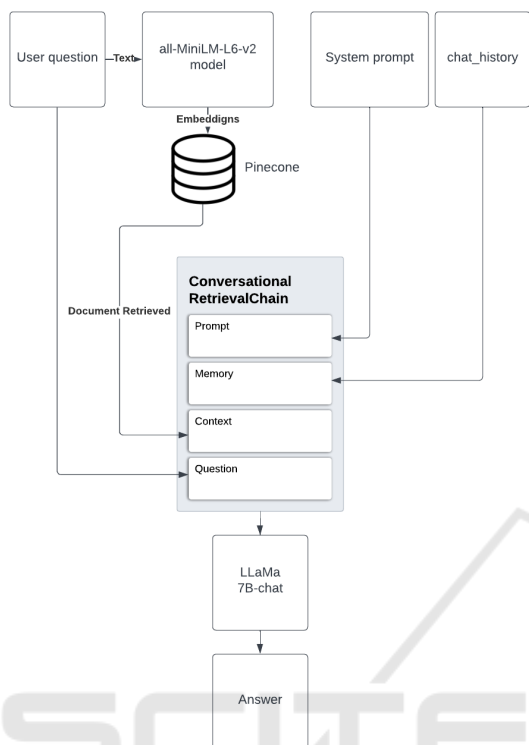 User question
Text
all-MiniLM-L6-v2
model
System prompt
chat_history
Embeddigns
Pinecone
Document Retrieved
Conversational
RetrievalChain
Prompt
Memory
Context
Question
LLaMa
7B-chat
Answer
SCITE